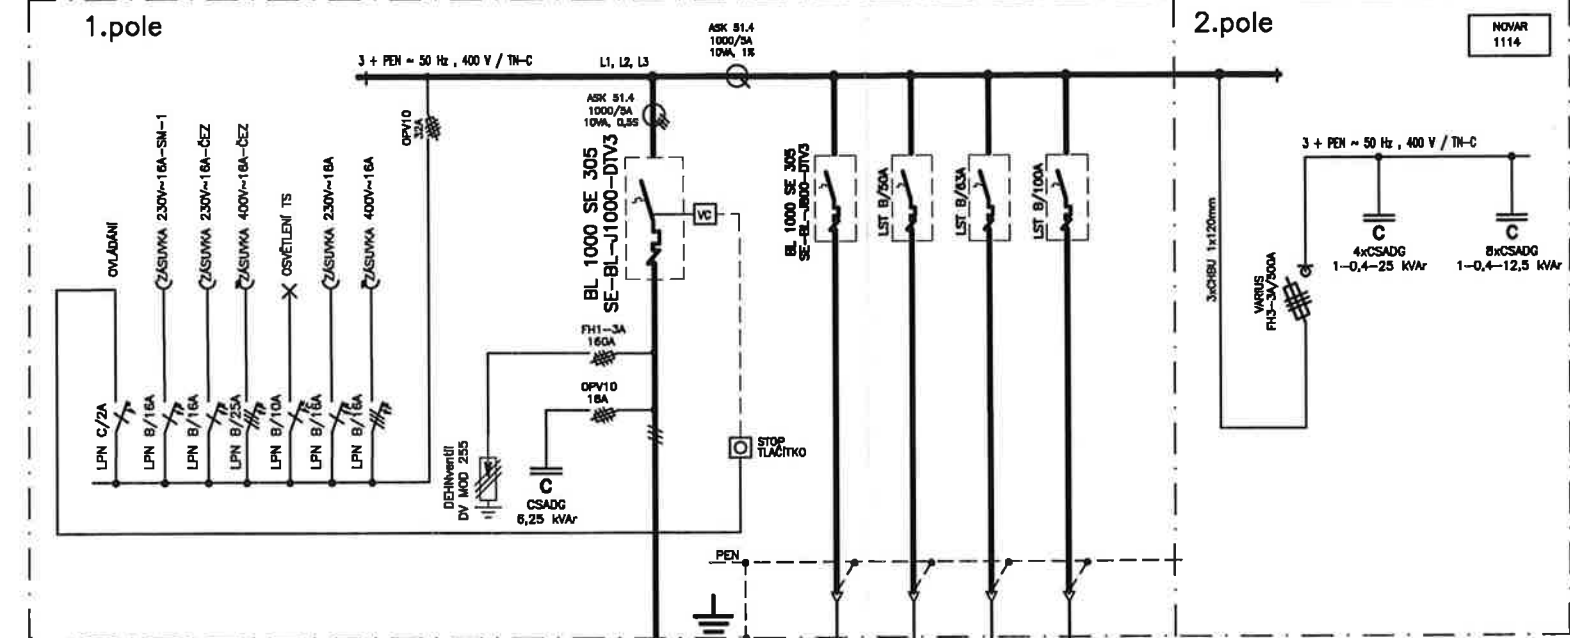 1.pole
2.pole
NOVAR
1114
ASK 51.4
1000/5A
10VA, 1%
3 + PEN ~ 50 Hz , 400 V / TN-C
L1, L2, L3
ASK 51.4
1000/5A
10VA, 0,5S
OPV10
32A
OVLÁDÁNÍ
ZÁSUVKA 230V~16A-SM-1
ZÁSUVKA 230V~16A-ČEZ
ZÁSUVKA 400V~16A-ČEZ
OSVĚTLENÍ TS
ZÁSUVKA 230V~16A
ZÁSUVKA 400V~16A
LPN C/2A
LPN B/16A
LPN B/16A
LPN B/25A
LPN B/10A
LPN B/16A
LPN B/16A
BL 1000 SE 305
SE-BL-J1000-DTV3
VC
FH1-3A
160A
OPV10
16A
DEHNventil
DV MOD 255
C
CSADG
6,25 kVAr
STOP
TLAČÍTKO
PEN
BL 1000 SE 305
SE-BL-J800-DTV3
LST B/50A
LST B/63A
LST B/100A
3xCHBU 1x120mm
3 + PEN ~ 50 Hz , 400 V / TN-C
VARIUS
FH3-3A/500A
C
4xCSADG
1-0,4-25 kVAr
C
8xCSADG
1-0,4-12,5 kVAr